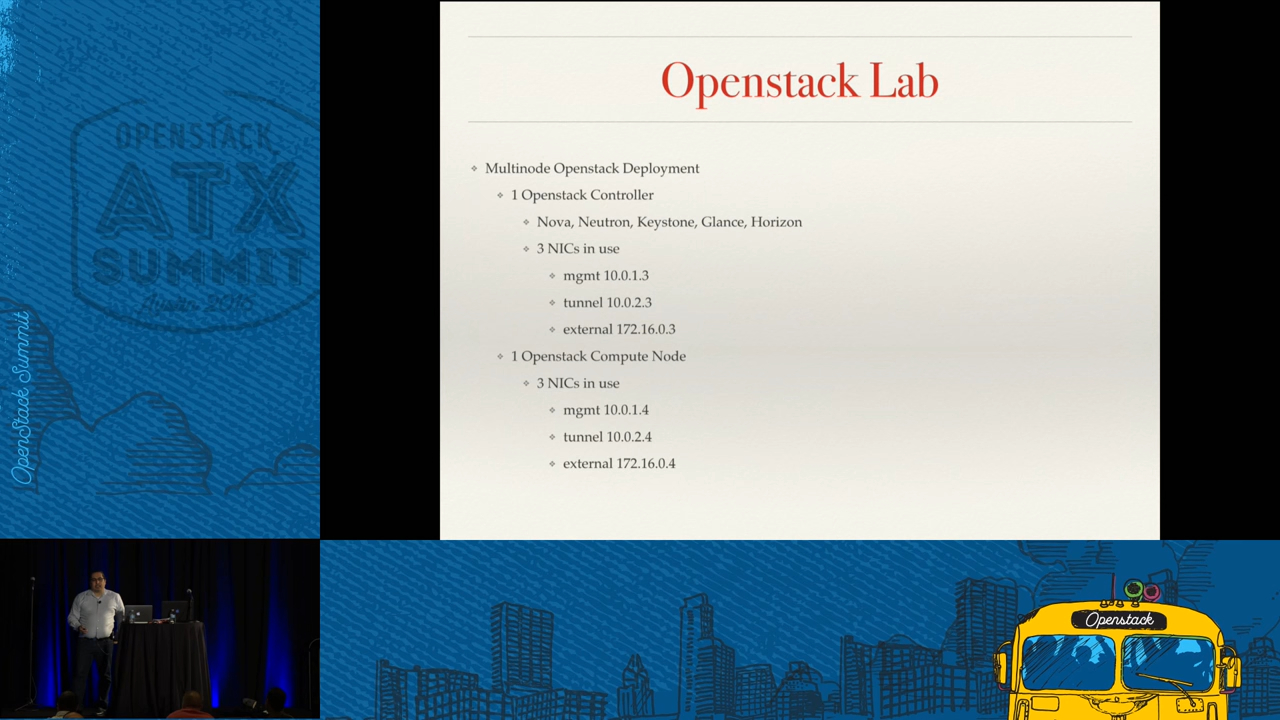 OPENSTACK
ATX
SUMMIT
Austin 2016
OpenStack Summit
Openstack Lab
Multinode Openstack Deployment
1 Openstack Controller
Nova, Neutron, Keystone, Glance, Horizon
3 NICs in use
mgmt 10.0.1.3
tunnel 10.0.2.3
external 172.16.0.3
1 Openstack Compute Node
3 NICs in use
mgmt 10.0.1.4
tunnel 10.0.2.4
external 172.16.0.4
Openstack